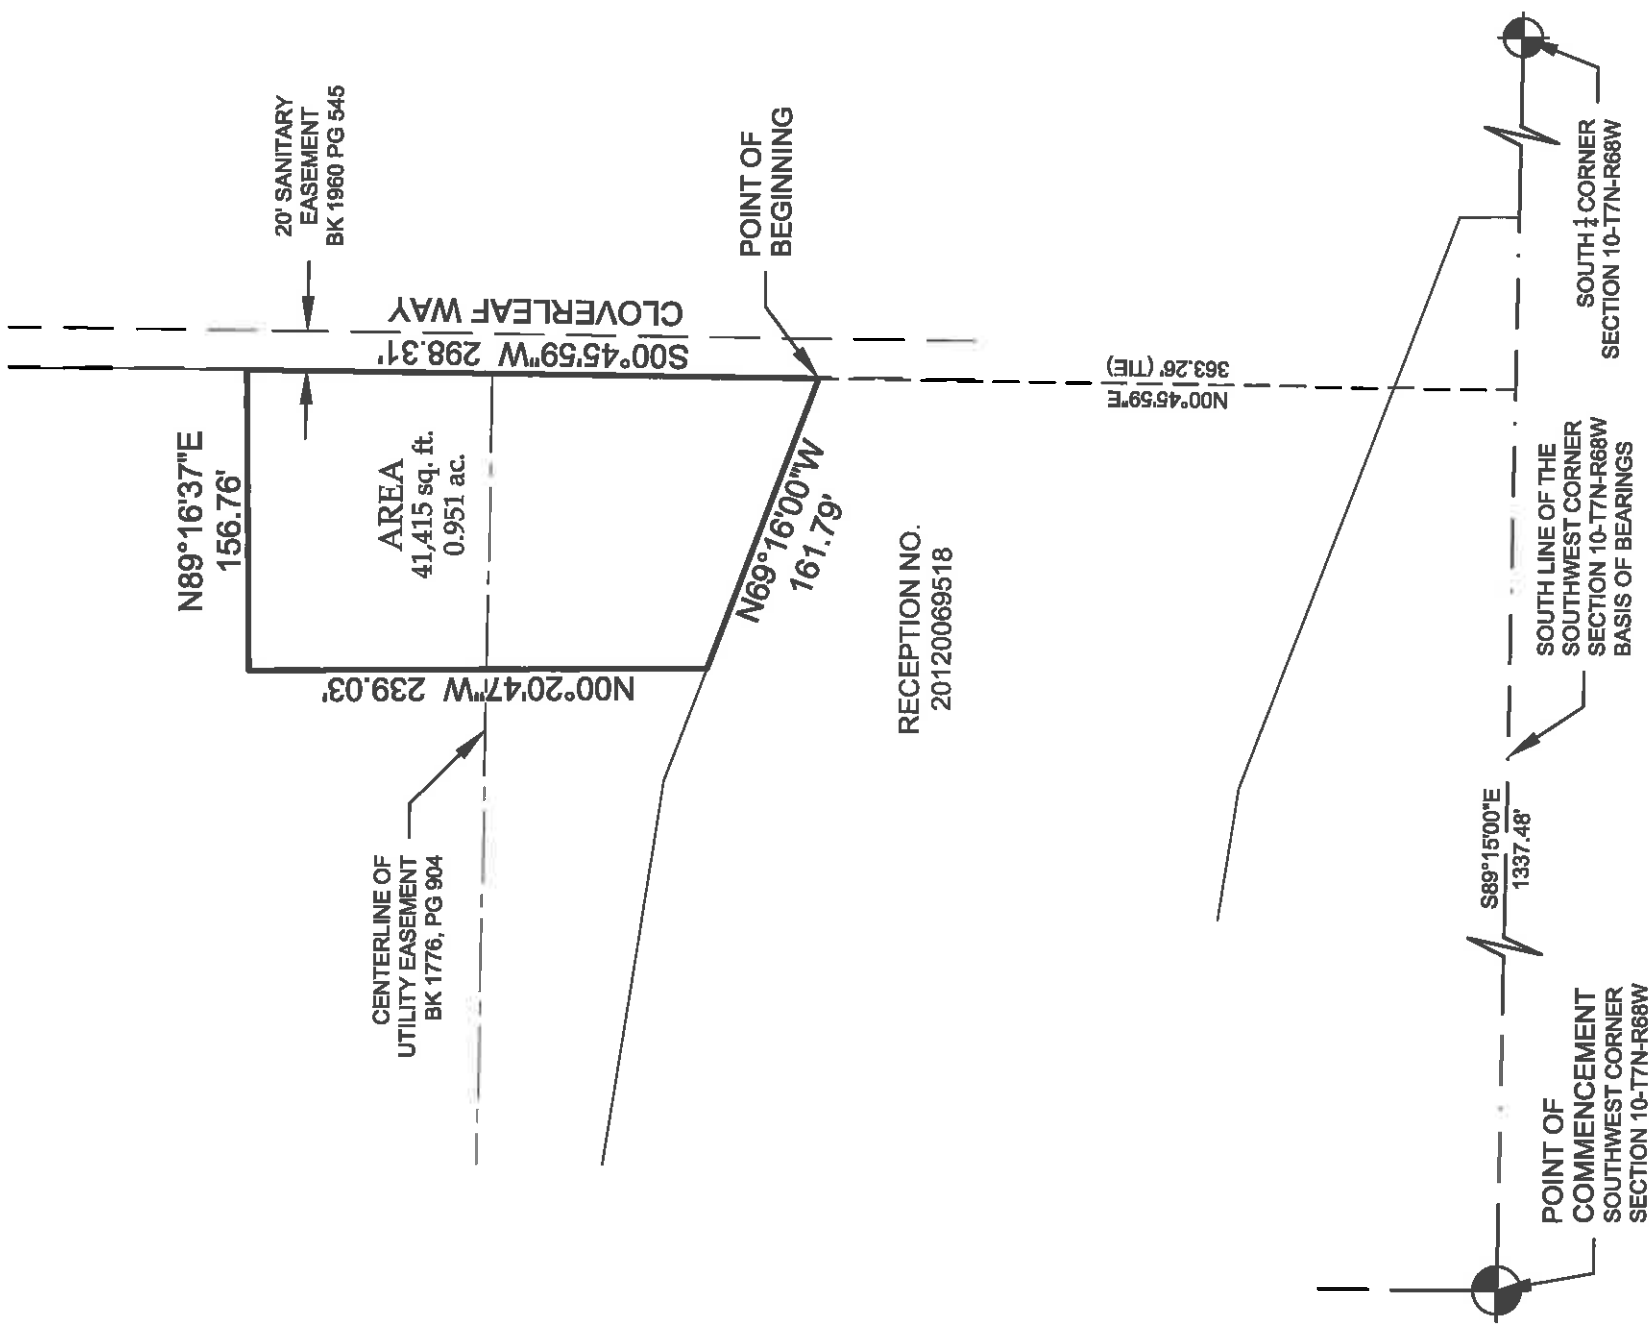 20' SANITARY
EASEMENT
BK 1960 PG 545
N89°16'37"E
156.76'
CLOVERLEAF WAY
S00°45'59"W 298.31'
POINT OF
BEGINNING
AREA
41,415 sq. ft.
0.951 ac.
N69°16'00"W
161.79'
N00°20'47"W 239.03'
CENTERLINE OF
UTILITY EASEMENT
BK 1776, PG 904
RECEPTION NO.
20120069518
N00°45'59"E
363.26' (TIE)
SOUTH 1/4 CORNER
SECTION 10-T7N-R68W
SOUTH LINE OF THE
SOUTHWEST CORNER
SECTION 10-T7N-R68W
BASIS OF BEARINGS
S89°15'00"E
1337.48'
POINT OF
COMMENCEMENT
SOUTHWEST CORNER
SECTION 10-T7N-R68W